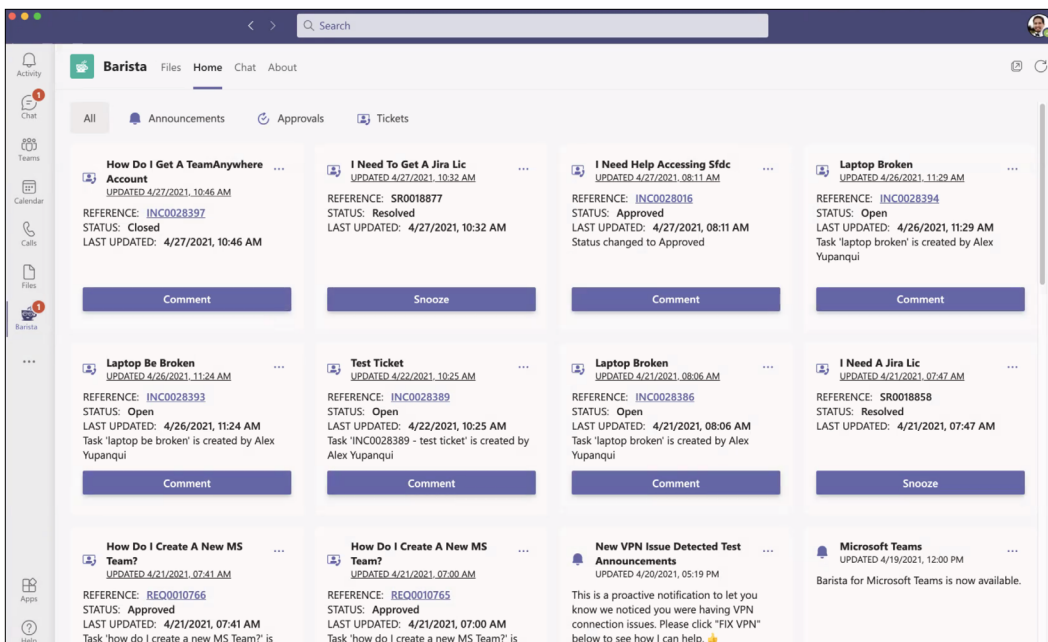 Search
Activity
1
Chat
Teams
Calendar
Calls
Files
1
Barista
Apps
Help
Barista Files Home Chat About
All Announcements Approvals Tickets
How Do I Get A TeamAnywhere
Account
UPDATED 4/27/2021, 10:46 AM
REFERENCE: INC0028397
STATUS: Closed
LAST UPDATED: 4/27/2021, 10:46 AM
Comment
I Need To Get A Jira Lic
UPDATED 4/27/2021, 10:32 AM
REFERENCE: SR0018877
STATUS: Resolved
LAST UPDATED: 4/27/2021, 10:32 AM
Snooze
I Need Help Accessing Sfdc
UPDATED 4/27/2021, 08:11 AM
REFERENCE: INC0028016
STATUS: Approved
LAST UPDATED: 4/27/2021, 08:11 AM
Status changed to Approved
Comment
Laptop Broken
UPDATED 4/26/2021, 11:29 AM
REFERENCE: INC0028394
STATUS: Open
LAST UPDATED: 4/26/2021, 11:29 AM
Task 'laptop broken' is created by Alex
Yupanqui
Comment
Laptop Be Broken
UPDATED 4/26/2021, 11:24 AM
REFERENCE: INC0028393
STATUS: Open
LAST UPDATED: 4/26/2021, 11:24 AM
Task 'laptop be broken' is created by Alex
Yupanqui
Comment
Test Ticket
UPDATED 4/22/2021, 10:25 AM
REFERENCE: INC0028389
STATUS: Open
LAST UPDATED: 4/22/2021, 10:25 AM
Task 'INC0028389 - test ticket' is created by
Alex Yupanqui
Comment
Laptop Broken
UPDATED 4/21/2021, 08:06 AM
REFERENCE: INC0028386
STATUS: Open
LAST UPDATED: 4/21/2021, 08:06 AM
Task 'laptop broken' is created by Alex
Yupanqui
Comment
I Need A Jira Lic
UPDATED 4/21/2021, 07:47 AM
REFERENCE: SR0018858
STATUS: Resolved
LAST UPDATED: 4/21/2021, 07:47 AM
Snooze
How Do I Create A New MS
Team?
UPDATED 4/21/2021, 07:41 AM
REFERENCE: REQ0010766
STATUS: Approved
LAST UPDATED: 4/21/2021, 07:41 AM
Task 'how do I create a new MS Team?' is
How Do I Create A New MS
Team?
UPDATED 4/21/2021, 07:00 AM
REFERENCE: REQ0010765
STATUS: Approved
LAST UPDATED: 4/21/2021, 07:00 AM
Task 'how do I create a new MS Team?' is
New VPN Issue Detected Test
Announcements
UPDATED 4/20/2021, 05:19 PM
This is a proactive notification to let you
know we noticed you were having VPN
connection issues. Please click "FIX VPN"
below to see how I can help. 👍
Microsoft Teams
UPDATED 4/19/2021, 12:00 PM
Barista for Microsoft Teams is now available.